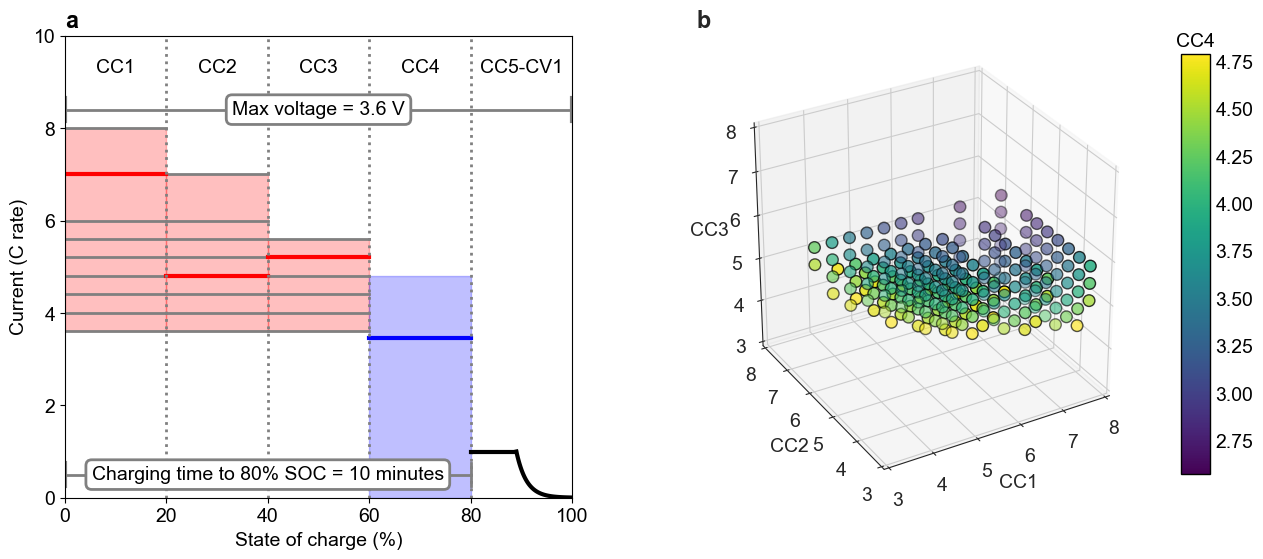 a
10
8
6
4
2
0
Current (C rate)
CC1 CC2 CC3 CC4 CC5-CV1
Max voltage = 3.6 V
Charging time to 80% SOC = 10 minutes
0 20 40 60 80 100
State of charge (%)
b
8
7
6
5
4
3
CC3
8
7
6
5
4
3
CC2
3 4 5 6 7 8
CC1
CC4
4.75
4.50
4.25
4.00
3.75
3.50
3.25
3.00
2.75